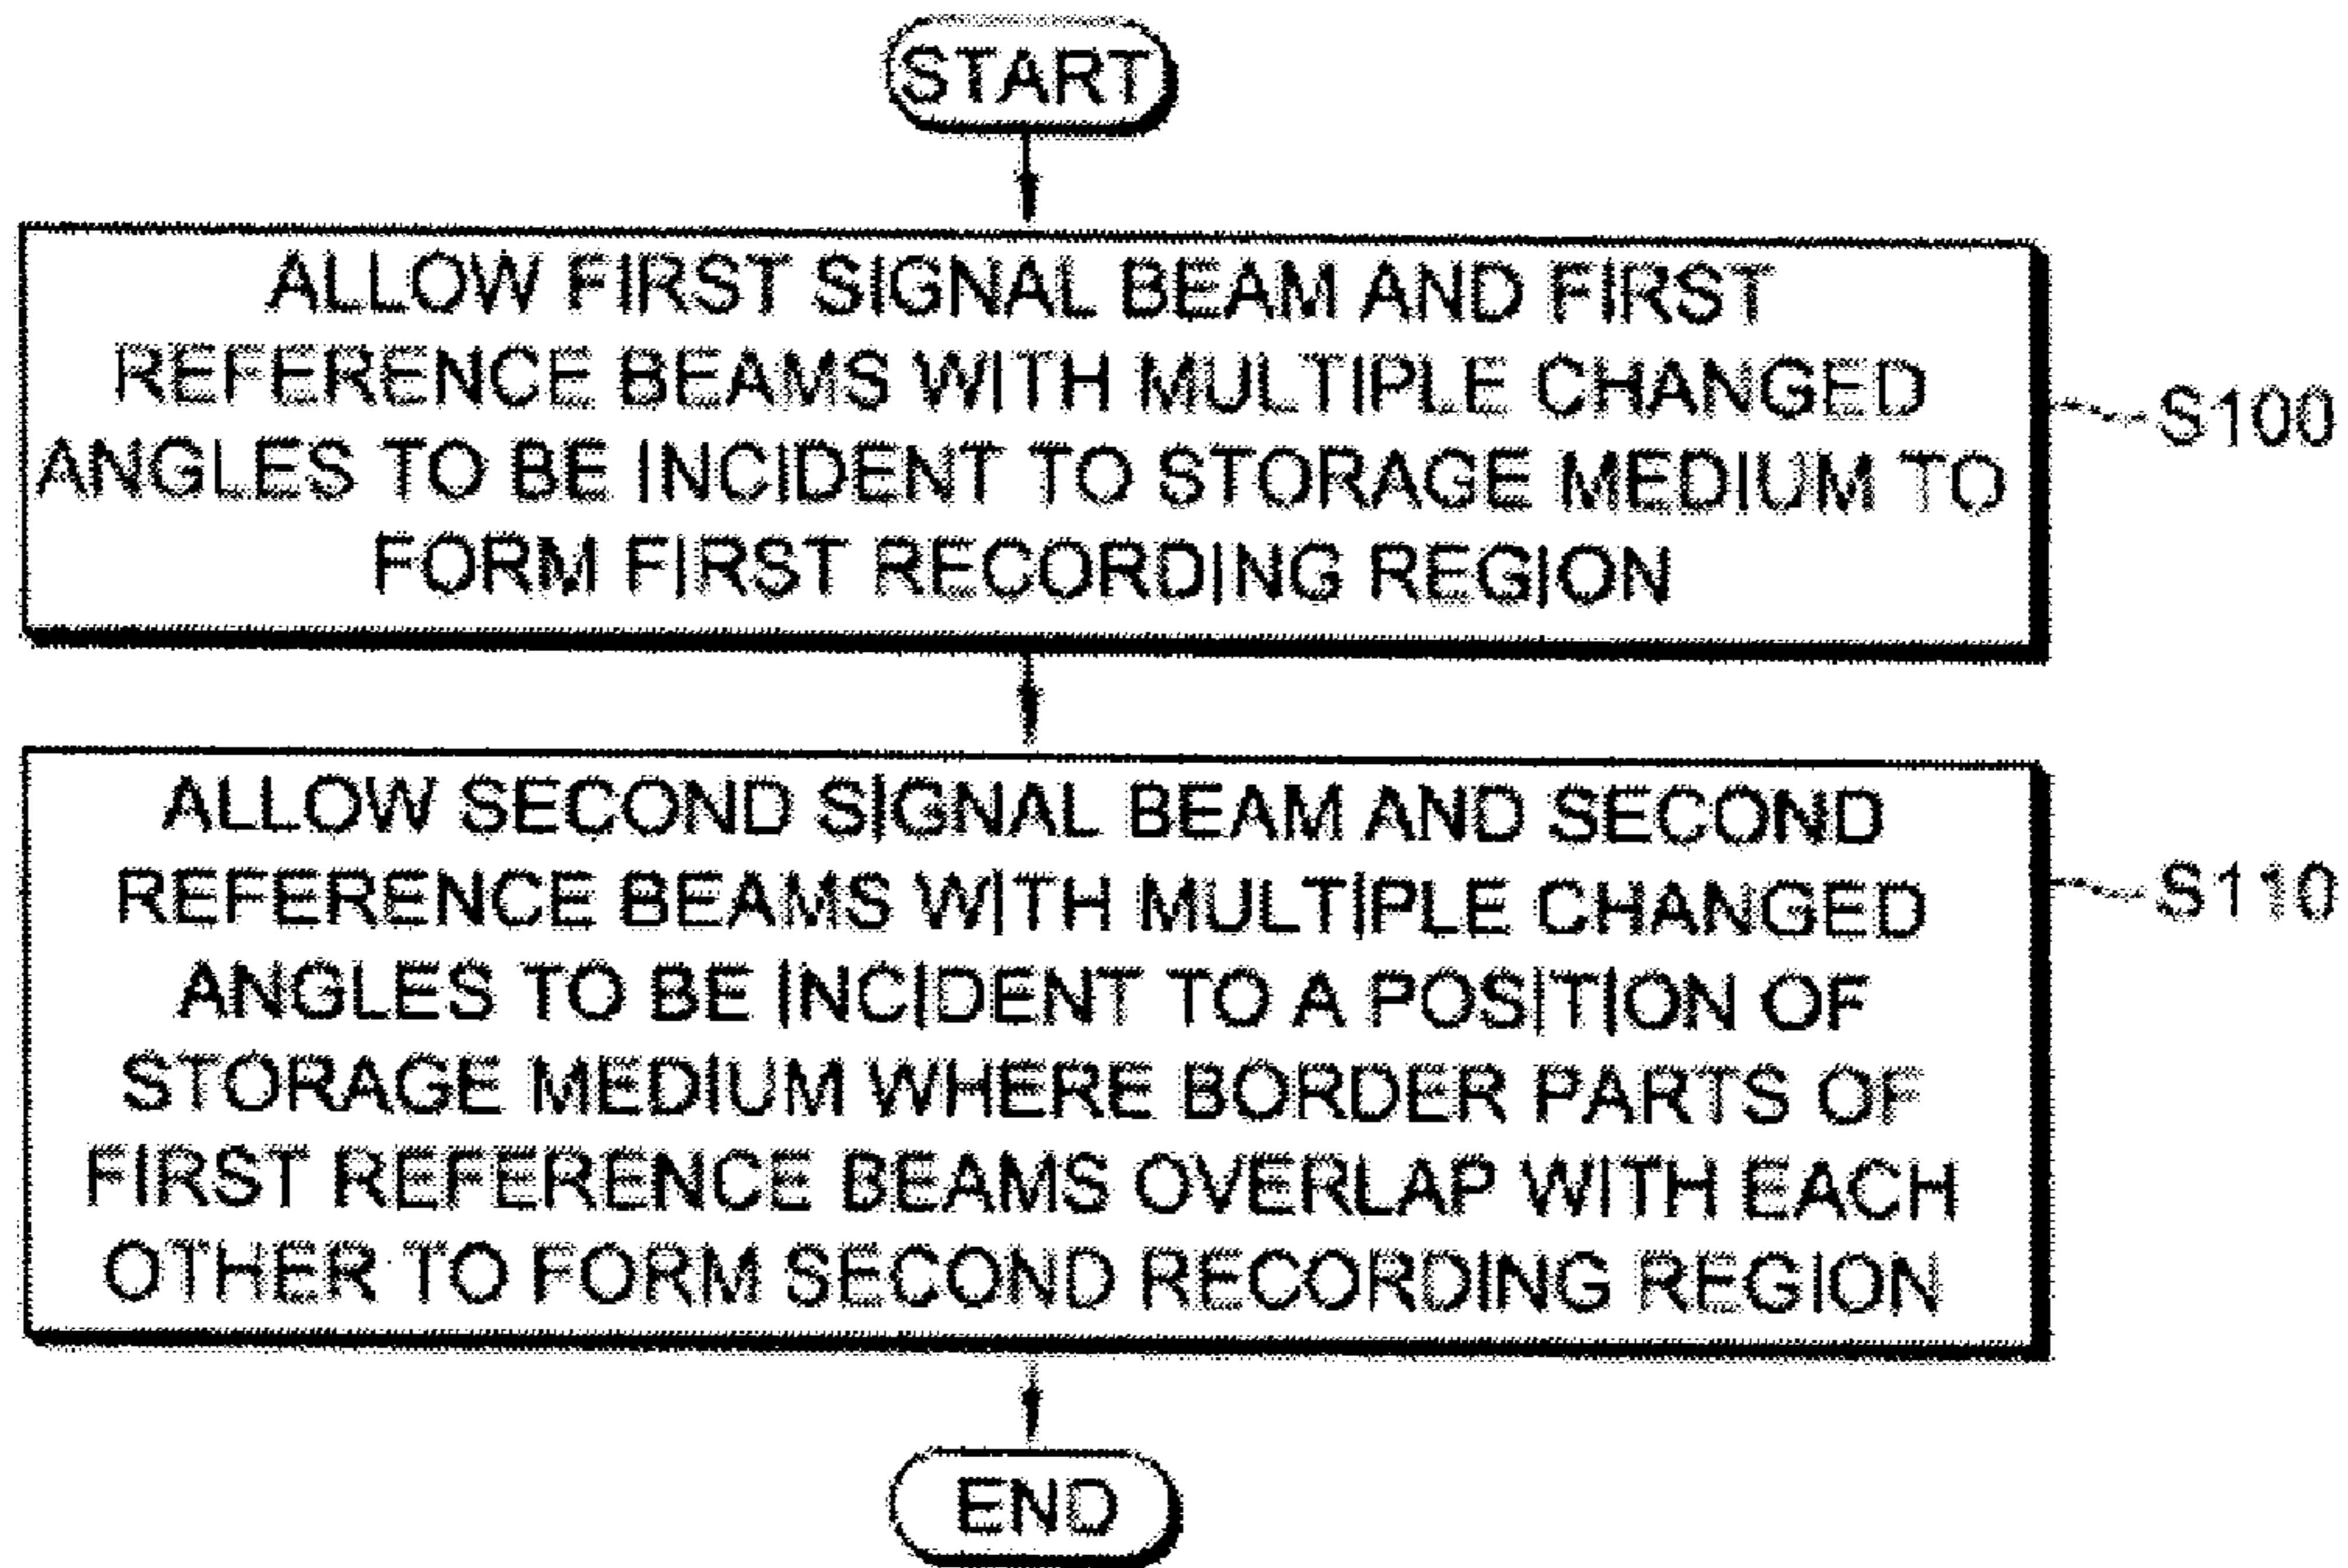 START
ALLOW FIRST SIGNAL BEAM AND FIRST
REFERENCE BEAMS WITH MULTIPLE CHANGED
ANGLES TO BE INCIDENT TO STORAGE MEDIUM TO
FORM FIRST RECORDING REGION
S100
ALLOW SECOND SIGNAL BEAM AND SECOND
REFERENCE BEAMS WITH MULTIPLE CHANGED
ANGLES TO BE INCIDENT TO A POSITION OF
STORAGE MEDIUM WHERE BORDER PARTS OF
FIRST REFERENCE BEAMS OVERLAP WITH EACH
OTHER TO FORM SECOND RECORDING REGION
S110
END